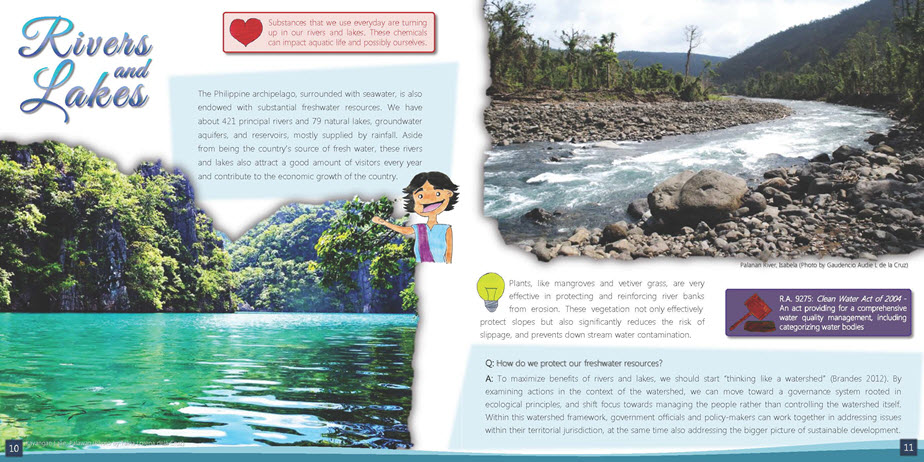 Rivers
and
Lakes
Substances that we use everyday are turning
up in our rivers and lakes. These chemicals
can impact aquatic life and possibly ourselves.
The Philippine archipelago, surrounded with seawater, is also
endowed with substantial freshwater resources. We have
about 421 principal rivers and 79 natural lakes, groundwater
aquifers, and reservoirs, mostly supplied by rainfall. Aside
from being the country's source of fresh water, these rivers
and lakes also attract a good amount of visitors every year
and contribute to the economic growth of the country.
10
Palanan River, Isabela (Photo by Gaudencio Audie L de la Cruz)
Plants, like mangroves and vetiver grass, are very
effective in protecting and reinforcing river banks
from erosion. These vegetation not only effectively
protect slopes but also significantly reduces the risk of
slippage, and prevents down stream water contamination.
R.A. 9275: Clean Water Act of 2004 -
An act providing for a comprehensive
water quality management, including
categorizing water bodies
Q: How do we protect our freshwater resources?
A: To maximize benefits of rivers and lakes, we should start "thinking like a watershed" (Brandes 2012). By
examining actions in the context of the watershed, we can move toward a governance system rooted in
ecological principles, and shift focus towards managing the people rather than controlling the watershed itself.
Within this watershed framework, government officials and policy-makers can work together in addressing issues
within their territorial jurisdiction, at the same time also addressing the bigger picture of sustainable development.
11